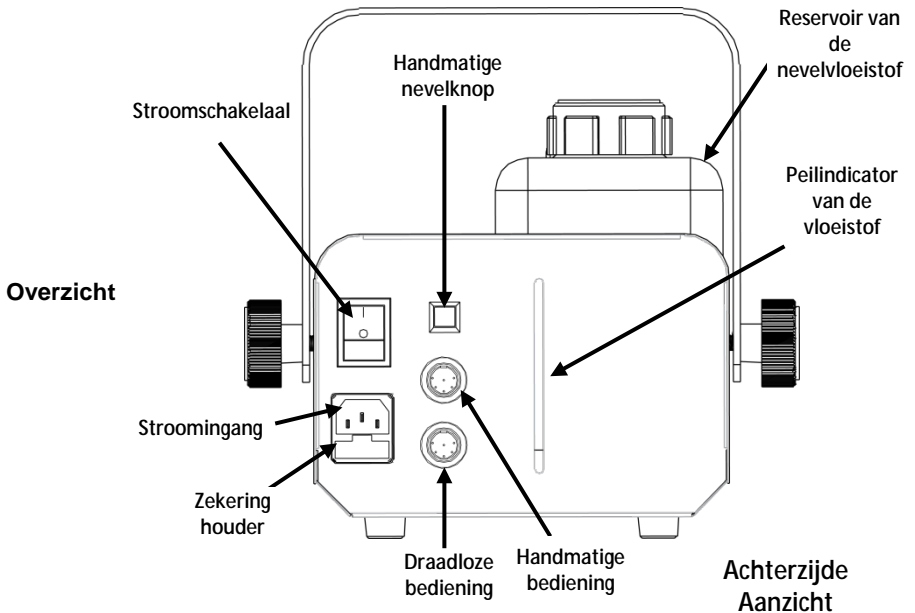 Reservoir van
de
nevelvloeistof
Handmatige
nevelknop
Stroomschakelaal
Peilindicator
van de
vloeistof
Overzicht
Stroomingang
Zekering
houder
Draadloze
bediening
Handmatige
bediening
Achterzijde
Aanzicht